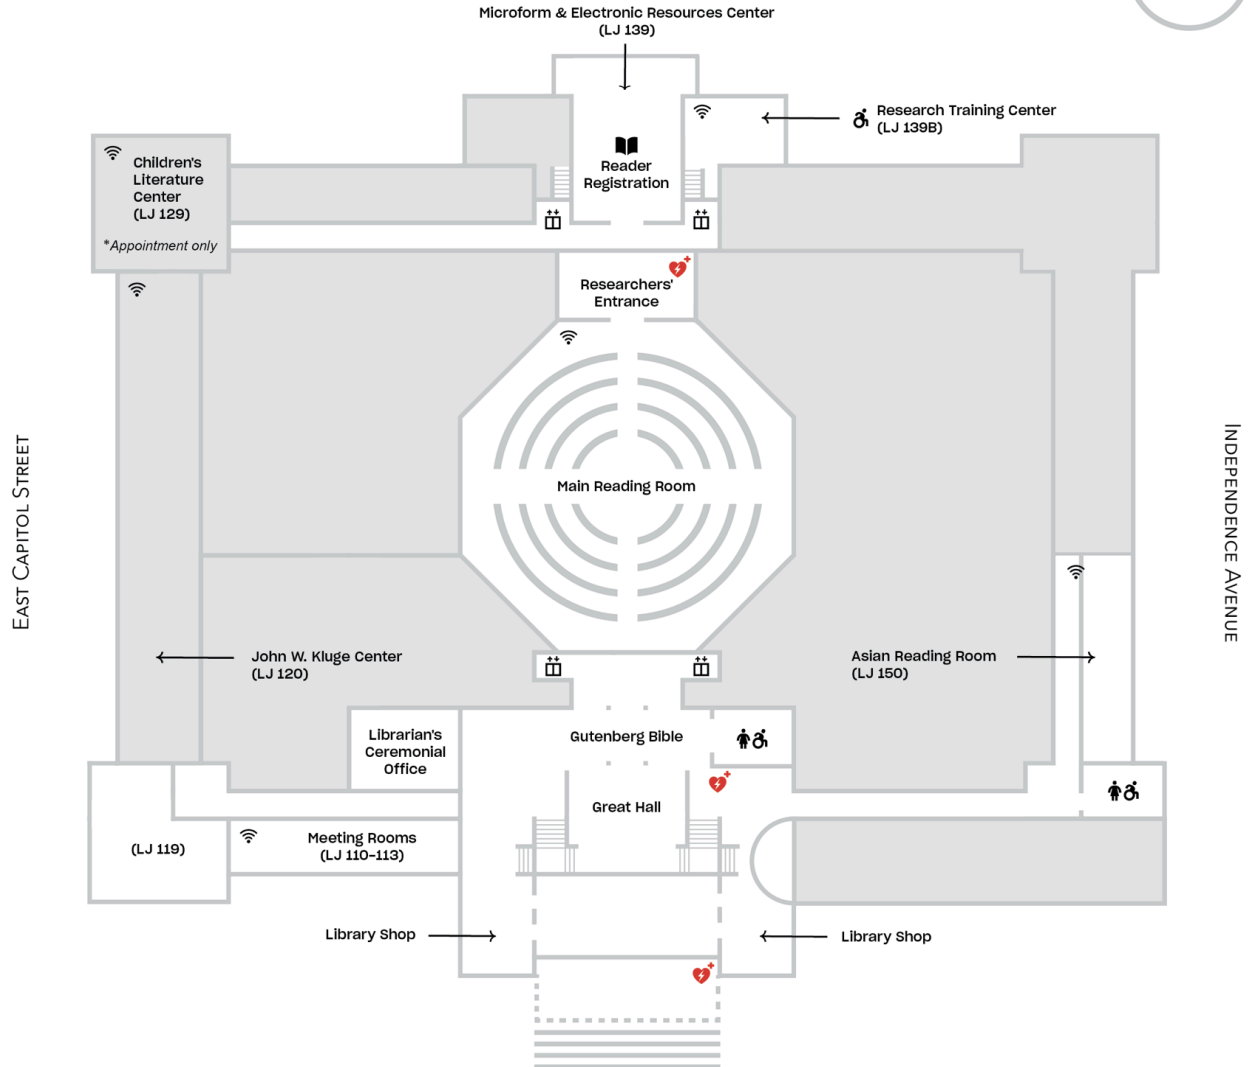 Microform & Electronic Resources Center
(LJ 139)
Research Training Center
(LJ 139B)
Reader
Registration
Children's
Literature
Center
(LJ 129)
*Appointment only
Researchers'
Entrance
Main Reading Room
EAST CAPITOL STREET
INDEPENDENCE AVENUE
John W. Kluge Center
(LJ 120)
Asian Reading Room
(LJ 150)
Librarian's
Ceremonial
Office
Gutenberg Bible
Great Hall
(LJ 119)
Meeting Rooms
(LJ 110–113)
Library Shop
Library Shop